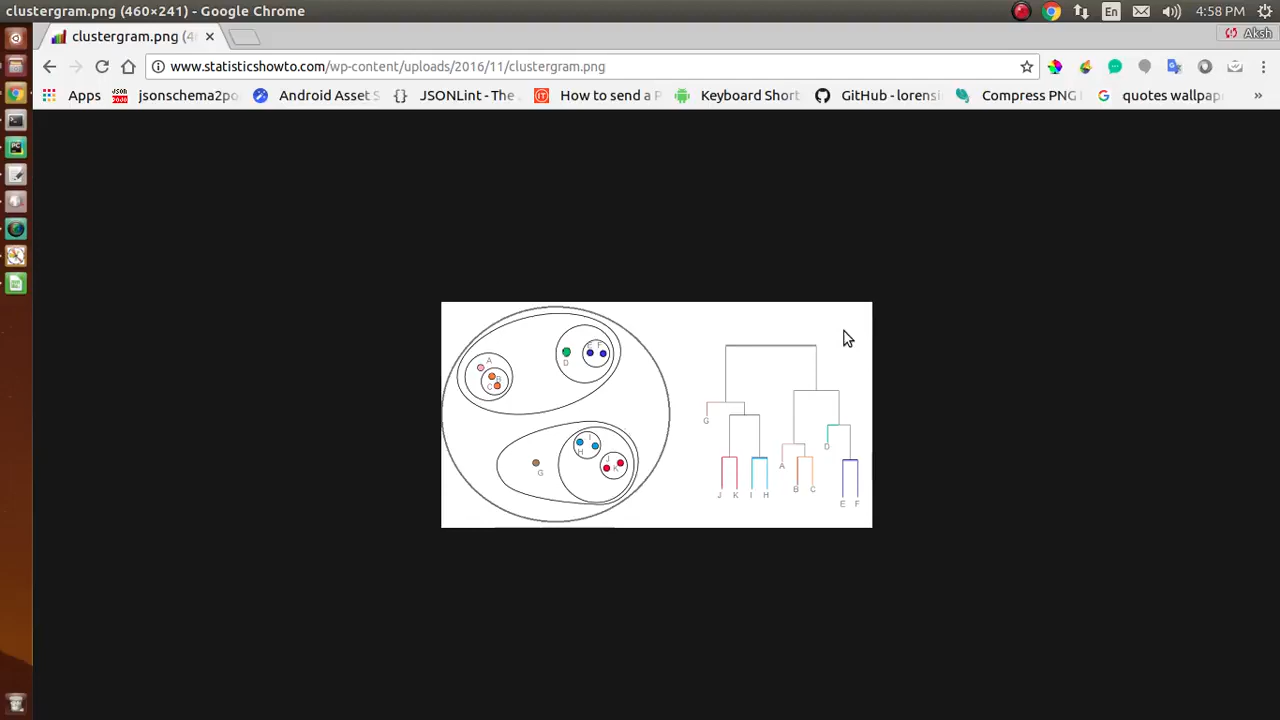 clustergram.png (460×241) - Google Chrome
En
4:58 PM
clustergram.png (4
Aksh
www.statisticshowto.com/wp-content/uploads/2016/11/clustergram.png
Apps
jsonschema2po
Android Asset S
JSONLint - The
How to send a P
Keyboard Short
GitHub - lorensi
Compress PNG
quotes wallpap
»
A
B
C
D
E F
I
H
J
K
G
G
J K I H
A
B C
D
E F